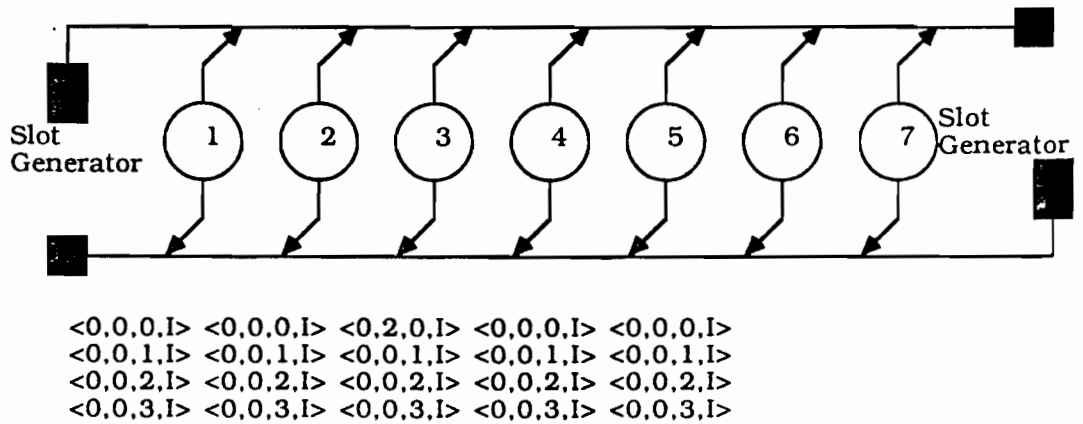 1 2 3 4 5 6 7
Slot
Generator
Slot
Generator
<0,0,0,I> <0,0,0,I> <0,2,0,I> <0,0,0,I> <0,0,0,I>
<0,0,1,I> <0,0,1,I> <0,0,1,I> <0,0,1,I> <0,0,1,I>
<0,0,2,I> <0,0,2,I> <0,0,2,I> <0,0,2,I> <0,0,2,I>
<0,0,3,I> <0,0,3,I> <0,0,3,I> <0,0,3,I> <0,0,3,I>